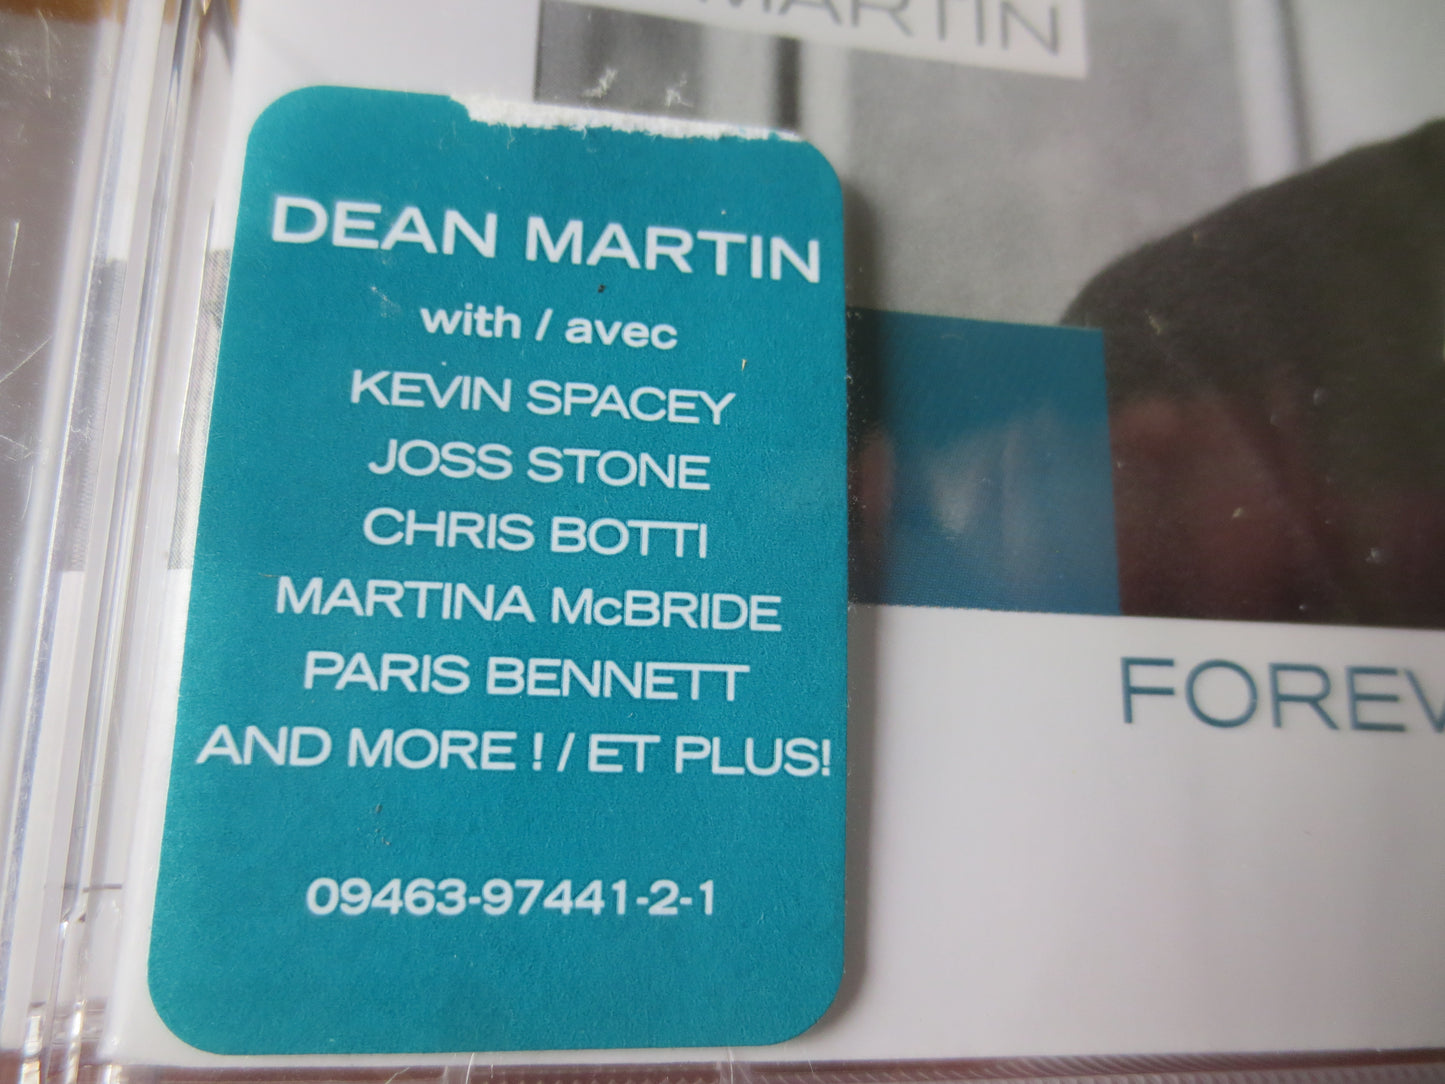 MARTIN
DEAN MARTIN
with / avec
KEVIN SPACEY
JOSS STONE
CHRIS BOTTI
MARTINA McBRIDE
PARIS BENNETT
AND MORE ! / ET PLUS!
09463-97441-2-1